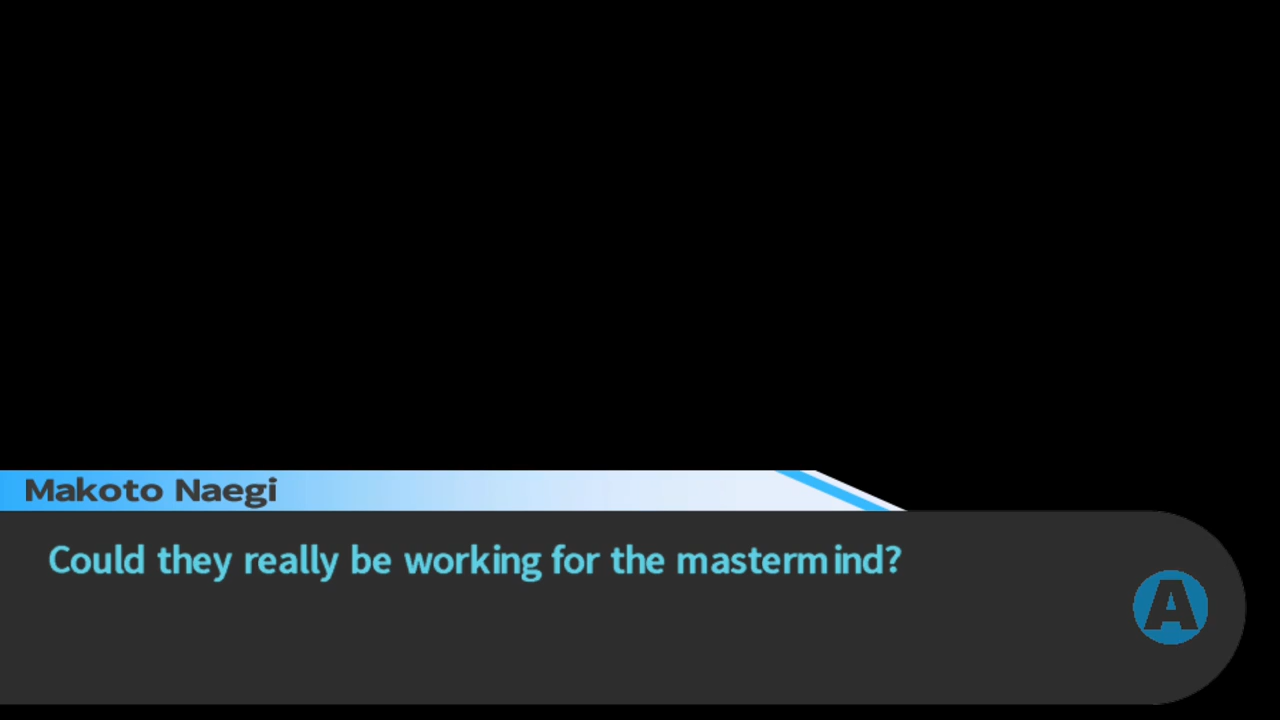 Makoto Naegi
Could they really be working for the mastermind?
A